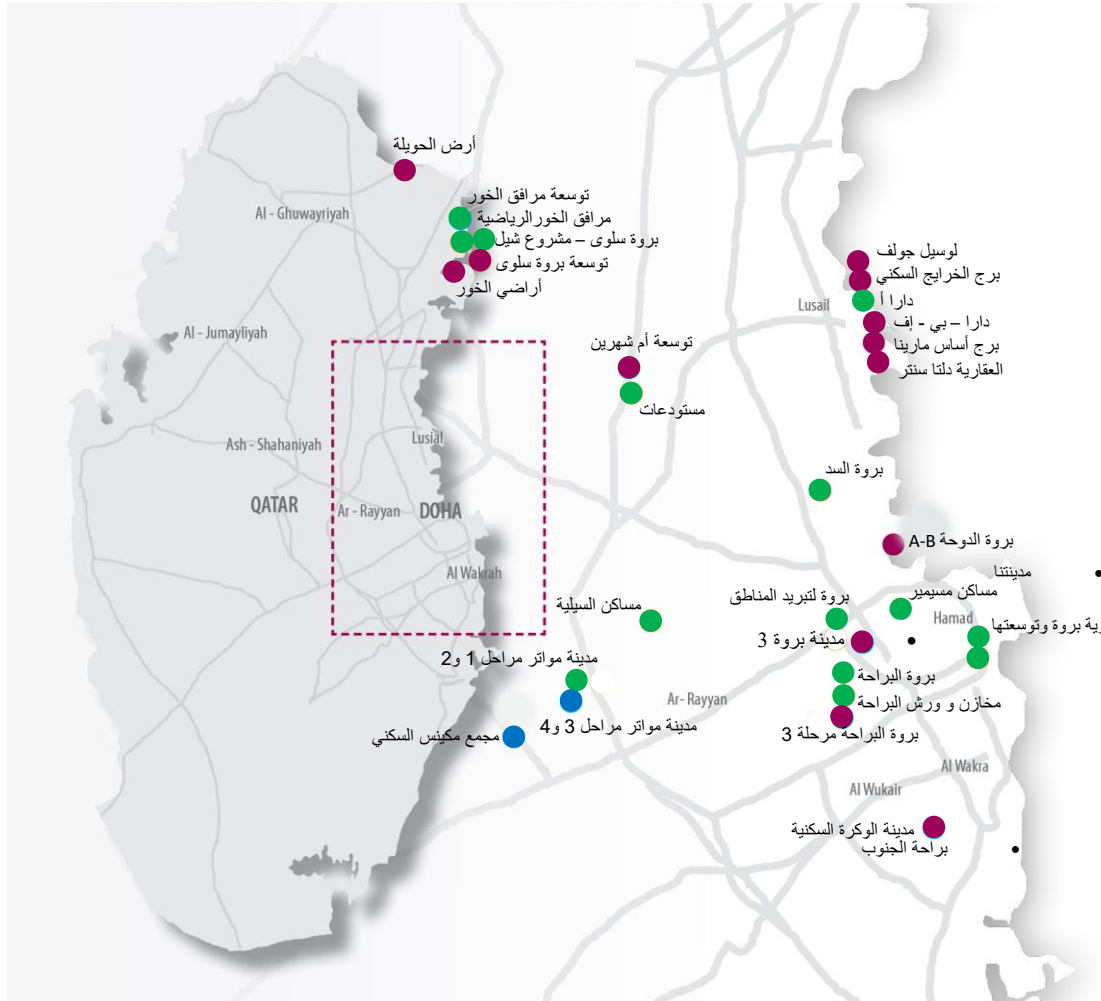 أرض الحويلة
توسعة مرافق الخور
مرافق الخورالرياضية
بروة سلوى – مشروع شيل
توسعة بروة سلوى
أراضي الخور
Al - Ghuwayriyah
Al - Jumayliyah
Ash - Shahaniyah
Lusial
QATAR
Ar - Rayyan
DOHA
Al Wakrah
لوسيل جولف
برج الخرايج السكني
Lusail
دارا أ
دارا – بي - إف
برج أساس مارينا
العقارية دلتا سنتر
توسعة أم شهرين
مستودعات
بروة السد
بروة الدوحة A-B
مدينتنا
مساكن مسيمير
بروة لتبريد المناطق
مساكن السيلية
Hamad
رية بروة وتوسعتها
مدينة بروة 3
مدينة مواتر مراحل 1 و2
بروة البراحة
Ar- Rayyan
مخازن و ورش البراحة
مدينة مواتر مراحل 3 و4
بروة البراحة مرحلة 3
مجمع مكينس السكني
Al Wakra
Al Wukair
مدينة الوكرة السكنية
براحة الجنوب